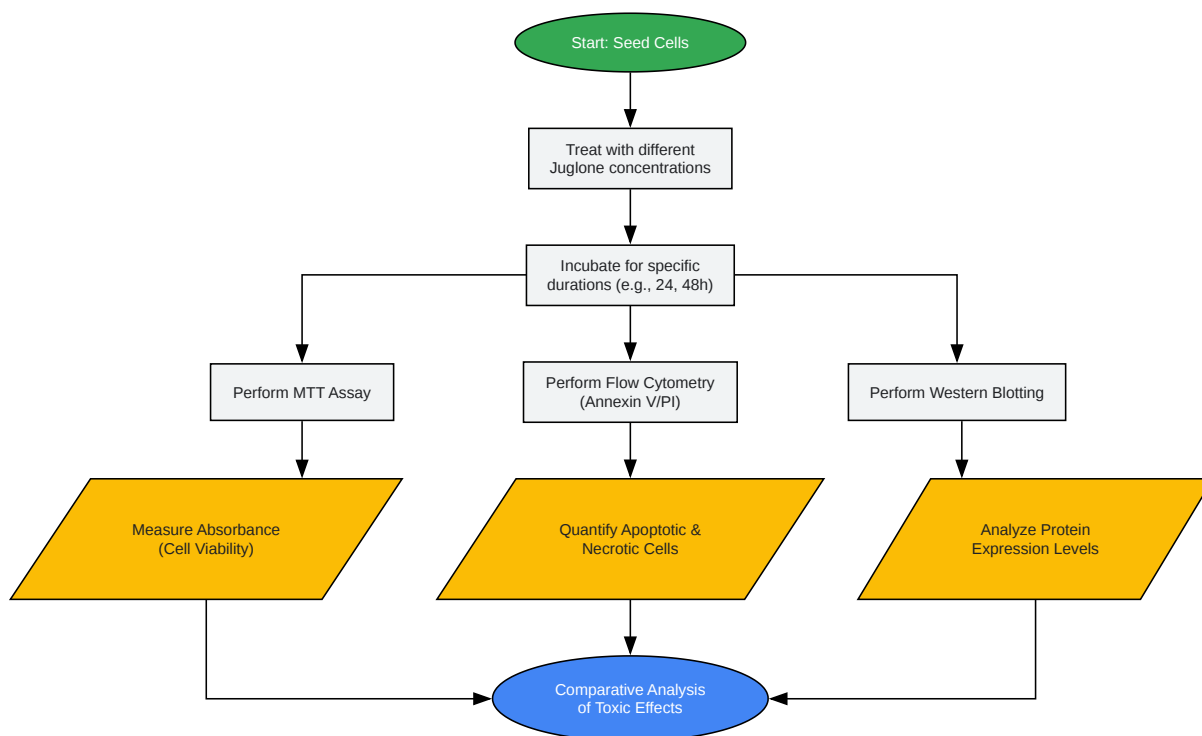 Start: Seed Cells
Treat with different
Juglone concentrations
Incubate for specific
durations (e.g., 24, 48h)
Perform MTT Assay
Perform Flow Cytometry
(Annexin V/PI)
Perform Western Blotting
Measure Absorbance
(Cell Viability)
Quantify Apoptotic &
Necrotic Cells
Analyze Protein
Expression Levels
Comparative Analysis
of Toxic Effects